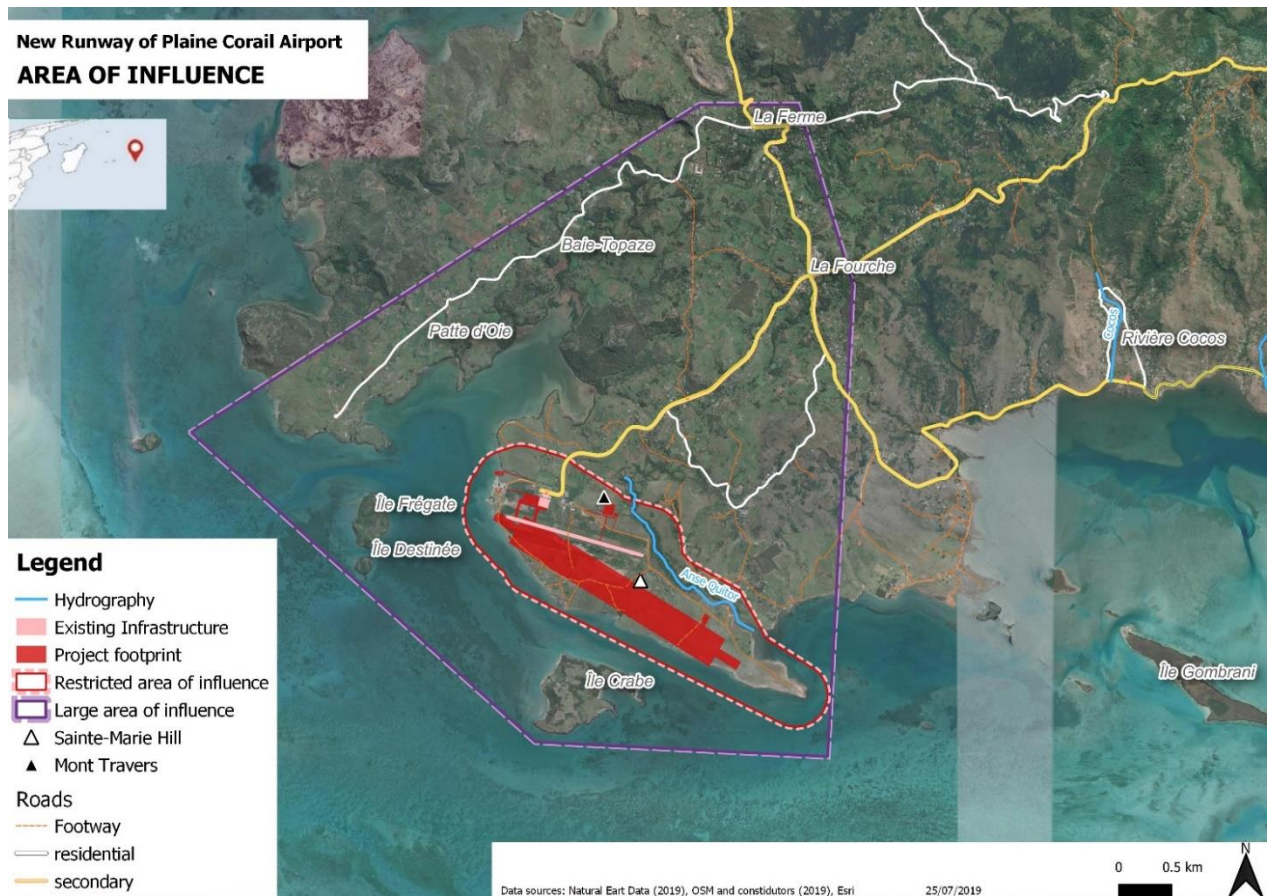 New Runway of Plaine Corail Airport
AREA OF INFLUENCE
La Ferme
Baie-Topaze
La Fourche
Patte d'Oie
Cocos
Rivière Cocos
Île Frégate
Île Destinée
Anse Quitor
Île Crabe
Île Gombrani
Legend
Hydrography
Existing Infrastructure
Project footprint
Restricted area of influence
Large area of influence
Sainte-Marie Hill
Mont Travers
Roads
Footway
residential
secondary
Data sources: Natural Eart Data (2019), OSM and constidutors (2019), Esri
25/07/2019
0 0.5 km
N